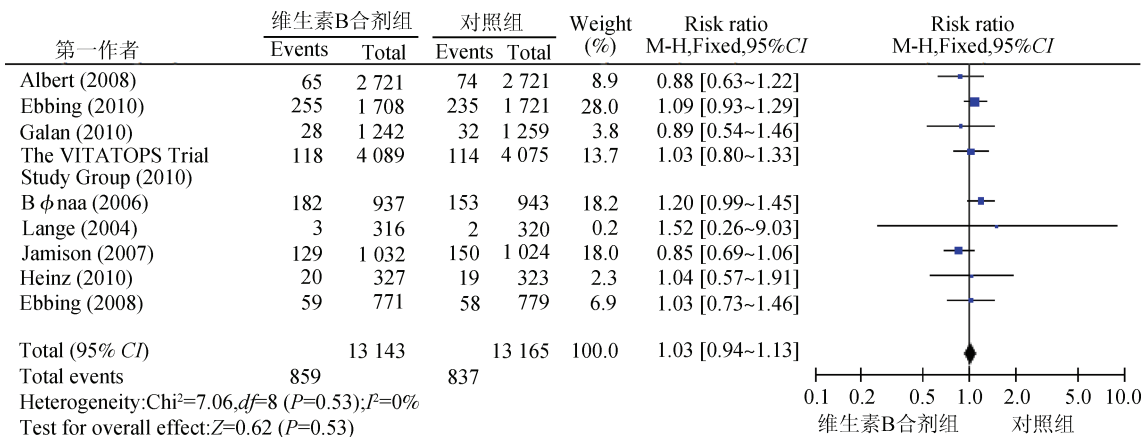 维生素B合剂组 对照组 Weight Risk ratio Risk ratio
第一作者 Events Total Events Total (%) M-H,Fixed,95%CI M-H,Fixed,95%CI
Albert (2008) 65 2 721 74 2 721 8.9 0.88 [0.63~1.22]
Ebbing (2010) 255 1 708 235 1 721 28.0 1.09 [0.93~1.29]
Galan (2010) 28 1 242 32 1 259 3.8 0.89 [0.54~1.46]
The VITATOPS Trial 118 4 089 114 4 075 13.7 1.03 [0.80~1.33]
Study Group (2010)
Bϕnaa (2006) 182 937 153 943 18.2 1.20 [0.99~1.45]
Lange (2004) 3 316 2 320 0.2 1.52 [0.26~9.03]
Jamison (2007) 129 1 032 150 1 024 18.0 0.85 [0.69~1.06]
Heinz (2010) 20 327 19 323 2.3 1.04 [0.57~1.91]
Ebbing (2008) 59 771 58 779 6.9 1.03 [0.73~1.46]
Total (95% CI) 13 143 13 165 100.0 1.03 [0.94~1.13]
Total events 859 837
Heterogeneity:Chi²=7.06,df=8 (P=0.53);I²=0%
Test for overall effect:Z=0.62 (P=0.53)
0.1 0.2 0.5 1.0 2.0 5.0 10.0
维生素B合剂组 对照组